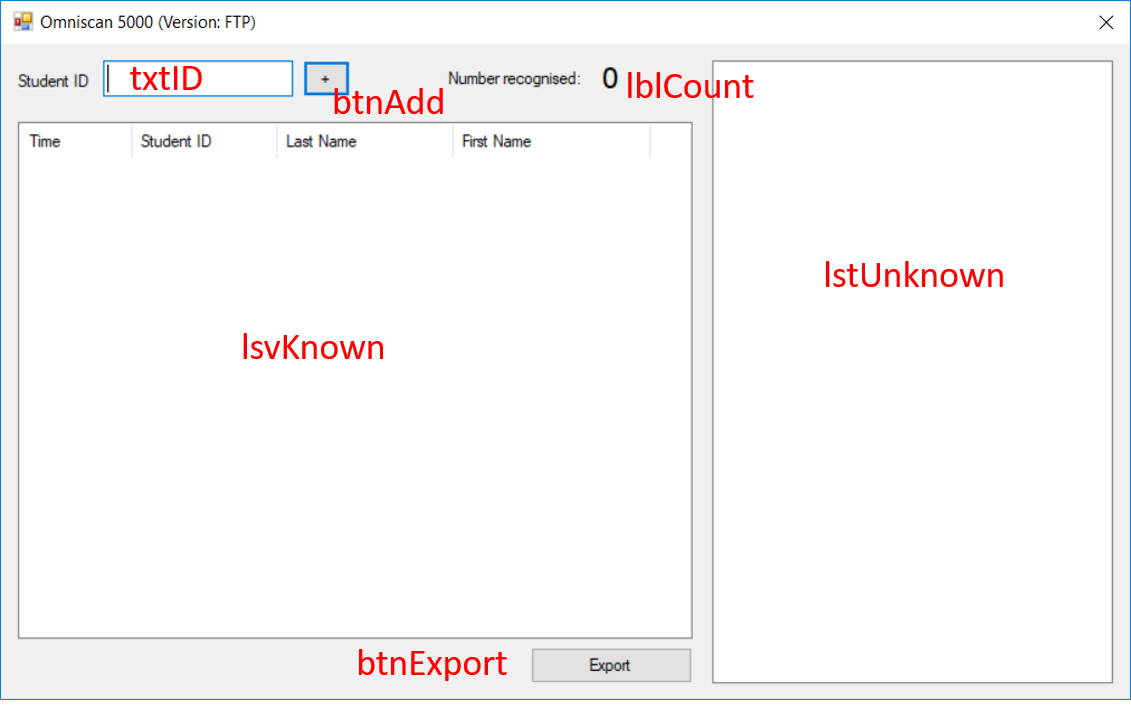 Omniscan 5000 (Version: FTP)
Student ID txtID + Number recognised: 0 lblCount
btnAdd
Time Student ID Last Name First Name
lstUnknown
lsvKnown
btnExport Export